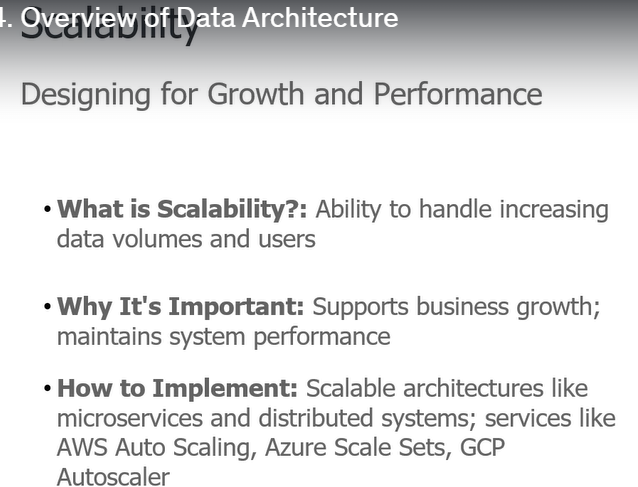 4. Overview of Data Architecture
Scalability
Designing for Growth and Performance
• What is Scalability?: Ability to handle increasing
data volumes and users
• Why It's Important: Supports business growth;
maintains system performance
• How to Implement: Scalable architectures like
microservices and distributed systems; services like
AWS Auto Scaling, Azure Scale Sets, GCP
Autoscaler